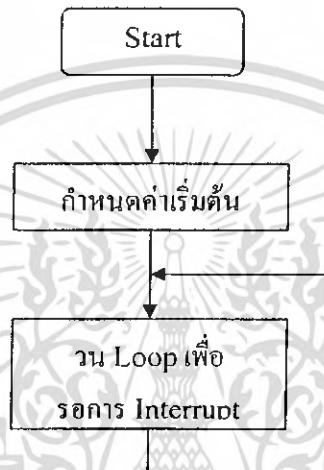 Start
กำหนดค่าเริ่มต้น
วน Loop เพื่อ
รอการ Interrupt